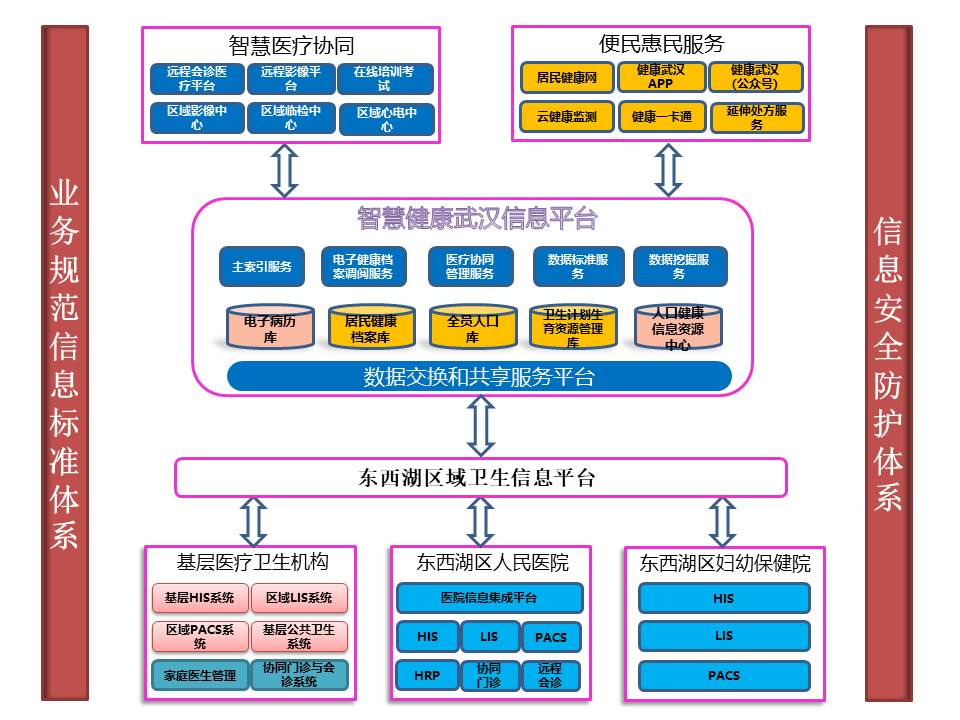 业务规范信息标准体系
智慧医疗协同
远程会诊医
疗平台
远程影像平
台
在线培训考
试
区域影像中
心
区域临检中
心
区域心电中
心
便民惠民服务
居民健康网
健康武汉
APP
健康武汉
(公众号)
云健康监测
健康一卡通
延伸处方服
务
智慧健康武汉信息平台
主索引服务
电子健康档
案调阅服务
医疗协同
管理服务
数据标准服
务
数据挖掘服
务
电子病历
库
居民健康
档案库
全员人口
库
卫生计划生
育资源管理
库
人口健康
信息资源
中心
数据交换和共享服务平台
东西湖区域卫生信息平台
基层医疗卫生机构
基层HIS系统
区域LIS系统
区域PACS系
统
基层公共卫生
系统
家庭医生管理
协同门诊与会
诊系统
东西湖区人民医院
医院信息集成平台
HIS
LIS
PACS
HRP
协同
门诊
远程
会诊
东西湖区妇幼保健院
HIS
LIS
PACS
信息安全防护体系